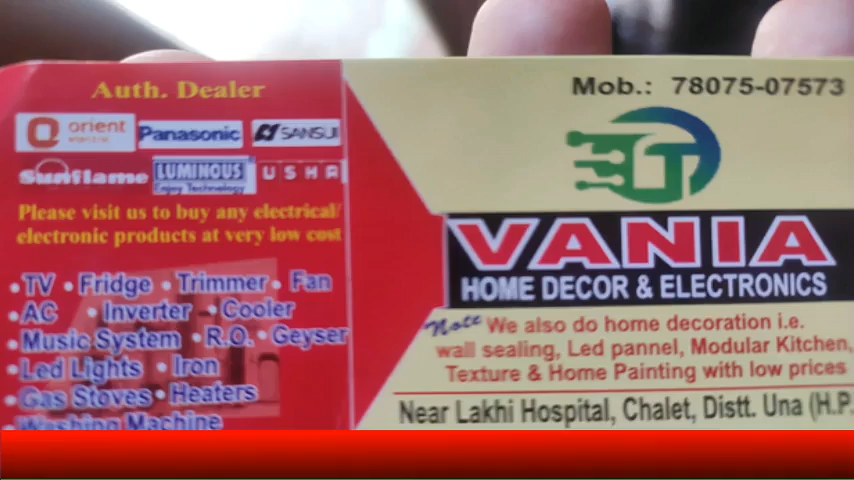 Auth. Dealer
orient
Panasonic
SANSUI
Sunflame
LUMINOUS
Enjoy Technology
USHA
Please visit us to buy any electrical/
electronic products at very low cost
•TV •Fridge •Trimmer• Fan
•AC •Inverter •Cooler
•Music System •R.O.•Geyser
•Led Lights •Iron
•Gas Stoves•Heaters
•Washing Machine
Mob.: 78075-07573
VANIA
HOME DECOR & ELECTRONICS
Note We also do home decoration i.e.
wall sealing, Led pannel, Modular Kitchen,
Texture & Home Painting with low prices
Near Lakhi Hospital, Chalet, Distt. Una (H.P.